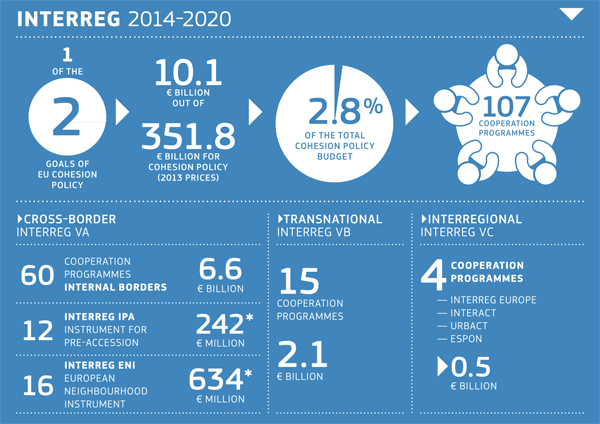 INTERREG 2014-2020
1
OF THE
2
GOALS OF
EU COHESION
POLICY
10.1
€ BILLION
OUT OF
351.8
€ BILLION FOR
COHESION POLICY
(2013 PRICES)
2.8%
OF THE TOTAL
COHESION POLICY
BUDGET
107
COOPERATION
PROGRAMMES
CROSS-BORDER
INTERREG VA
60
COOPERATION
PROGRAMMES
INTERNAL BORDERS
6.6
€ BILLION
12
INTERREG IPA
INSTRUMENT FOR
PRE-ACCESSION
242*
€ MILLION
16
INTERREG ENI
EUROPEAN
NEIGHBOURHOOD
INSTRUMENT
634*
€ MILLION
TRANSNATIONAL
INTERREG VB
15
COOPERATION
PROGRAMMES
2.1
€ BILLION
INTERREGIONAL
INTERREG VC
4 COOPERATION
PROGRAMMES
— INTERREG EUROPE
— INTERACT
— URBACT
— ESPON
0.5
€ BILLION